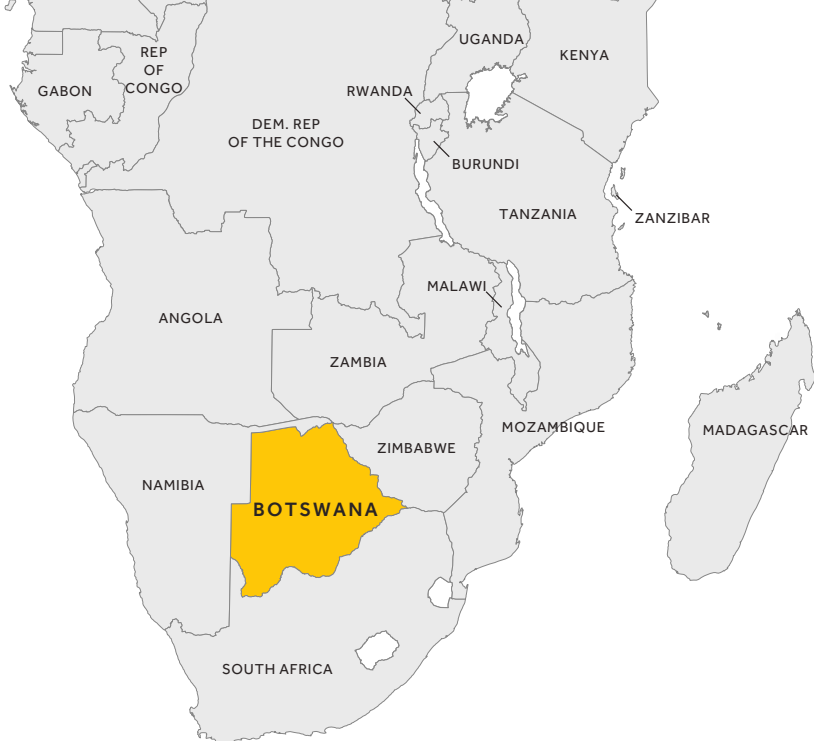 UGANDA
KENYA
REP
OF
CONGO
GABON
RWANDA
DEM. REP
OF THE CONGO
BURUNDI
TANZANIA
ZANZIBAR
MALAWI
ANGOLA
ZAMBIA
MOZAMBIQUE
MADAGASCAR
ZIMBABWE
NAMIBIA
BOTSWANA
SOUTH AFRICA